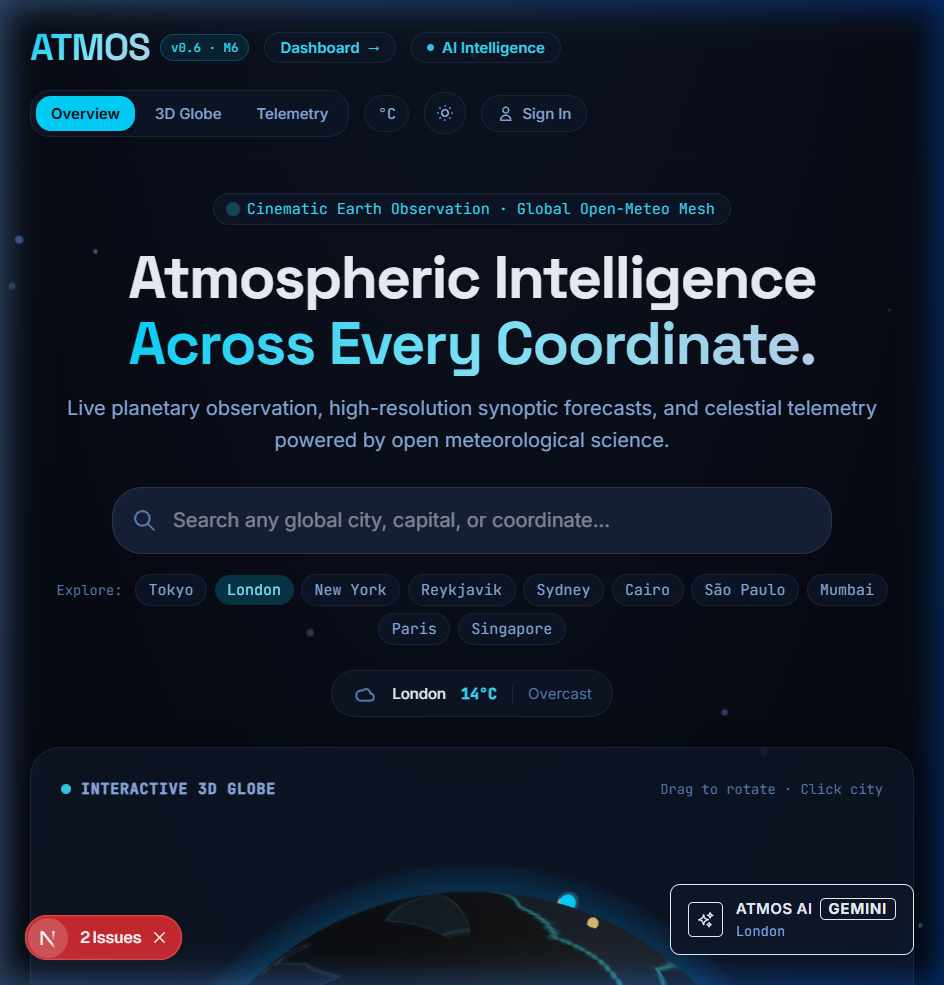 ATMOS v0.6 · M6 Dashboard → AI Intelligence
Overview 3D Globe Telemetry °C Sign In
Cinematic Earth Observation · Global Open-Meteo Mesh
Atmospheric Intelligence
Across Every Coordinate.
Live planetary observation, high-resolution synoptic forecasts, and celestial telemetry
powered by open meteorological science.
Search any global city, capital, or coordinate...
Explore: Tokyo London New York Reykjavik Sydney Cairo São Paulo Mumbai
Paris Singapore
London 14°C Overcast
INTERACTIVE 3D GLOBE Drag to rotate · Click city
ATMOS AI GEMINI
London
N 2 Issues